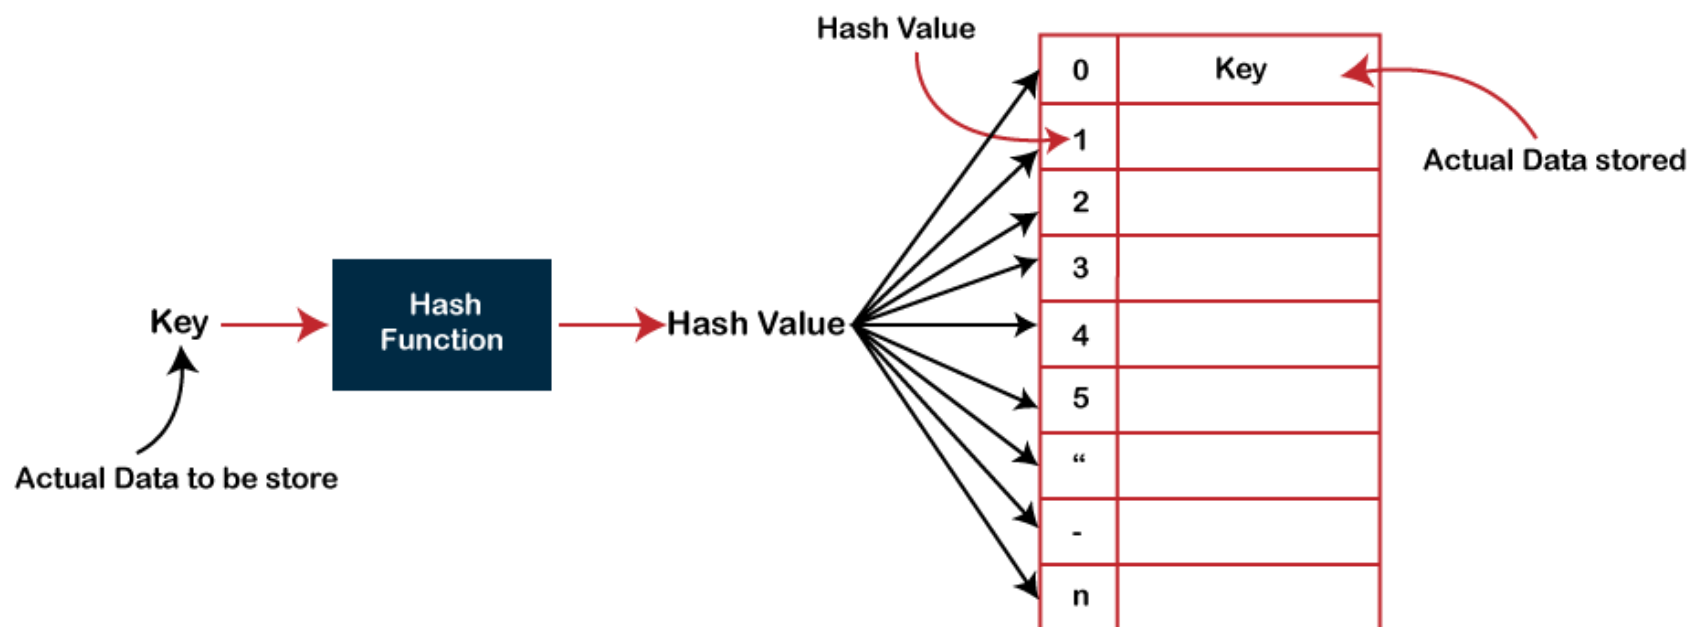 Hash Value
0 Key
1
Actual Data stored
2
3
Key
Hash
Function
Hash Value
4
5
Actual Data to be store
“
-
n